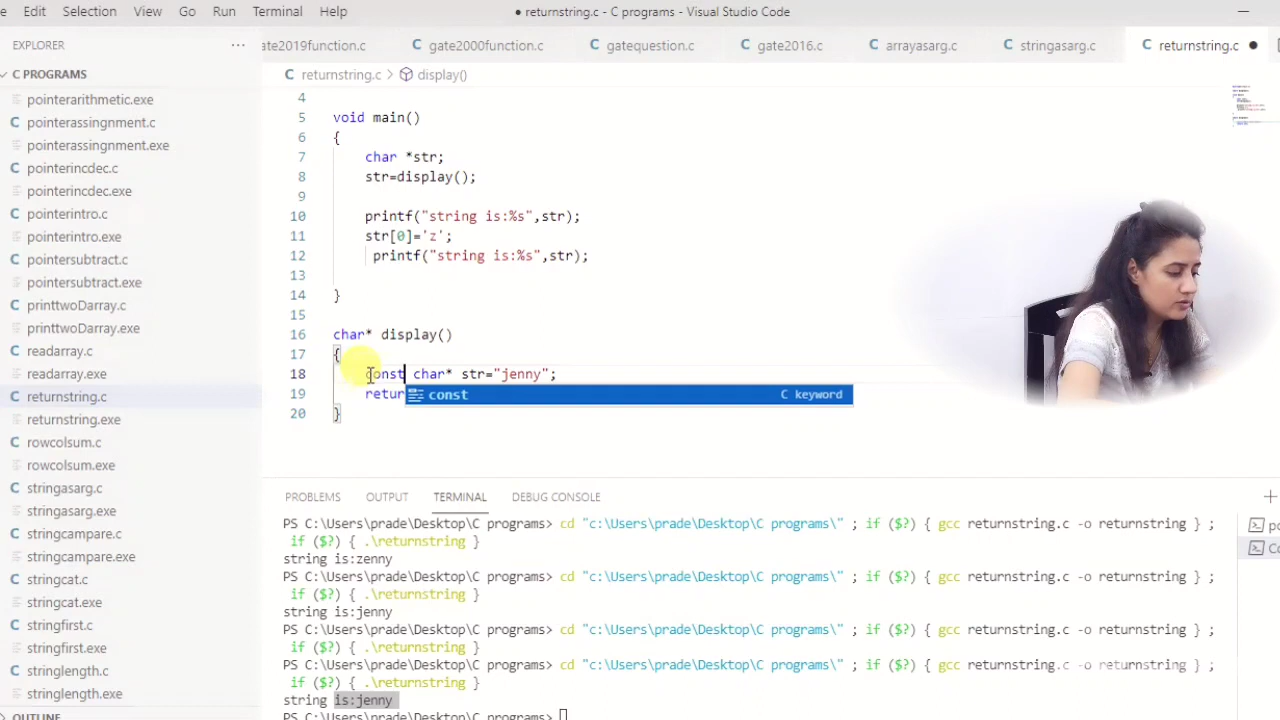 e Edit Selection View Go Run Terminal Help ● returnstring.c - C programs - Visual Studio Code
EXPLORER ···
ate2019function.c C gate2000function.c C gatequestion.c C gate2016.c C arrayasarg.c C stringasarg.c C returnstring.c ●
C PROGRAMS
C returnstring.c > display()
pointerarithmetic.exe
C pointerassingnment.c
pointerassingnment.exe
C pointerincdec.c
pointerincdec.exe
C pointerintro.c
pointerintro.exe
C pointersubtract.c
pointersubtract.exe
C printtwoDarray.c
printtwoDarray.exe
C readarray.c
readarray.exe
C returnstring.c
returnstring.exe
C rowcolsum.c
rowcolsum.exe
C stringasarg.c
stringasarg.exe
C stringcampare.c
stringcampare.exe
C stringcat.c
stringcat.exe
C stringfirst.c
stringfirst.exe
C stringlength.c
stringlength.exe
OUTLINE
4
5 void main()
6 {
7 char *str;
8 str=display();
9
10 printf("string is:%s",str);
11 str[0]='z';
12 printf("string is:%s",str);
13
14 }
15
16 char* display()
17 {
18 const char* str="jenny";
19 retur
const C keyword
20 }
PROBLEMS OUTPUT TERMINAL DEBUG CONSOLE
PS C:\Users\prade\Desktop\C programs> cd "c:\Users\prade\Desktop\C programs\" ; if ($?) { gcc returnstring.c -o returnstring } ;
if ($?) { .\returnstring }
string is:zenny
PS C:\Users\prade\Desktop\C programs> cd "c:\Users\prade\Desktop\C programs\" ; if ($?) { gcc returnstring.c -o returnstring } ;
if ($?) { .\returnstring }
string is:jenny
PS C:\Users\prade\Desktop\C programs> cd "c:\Users\prade\Desktop\C programs\" ; if ($?) { gcc returnstring.c -o returnstring } ;
if ($?) { .\returnstring }
PS C:\Users\prade\Desktop\C programs> cd "c:\Users\prade\Desktop\C programs\" ; if ($?) { gcc returnstring.c -o returnstring } ;
if ($?) { .\returnstring }
string is:jenny
PS C:\Users\prade\Desktop\C programs>